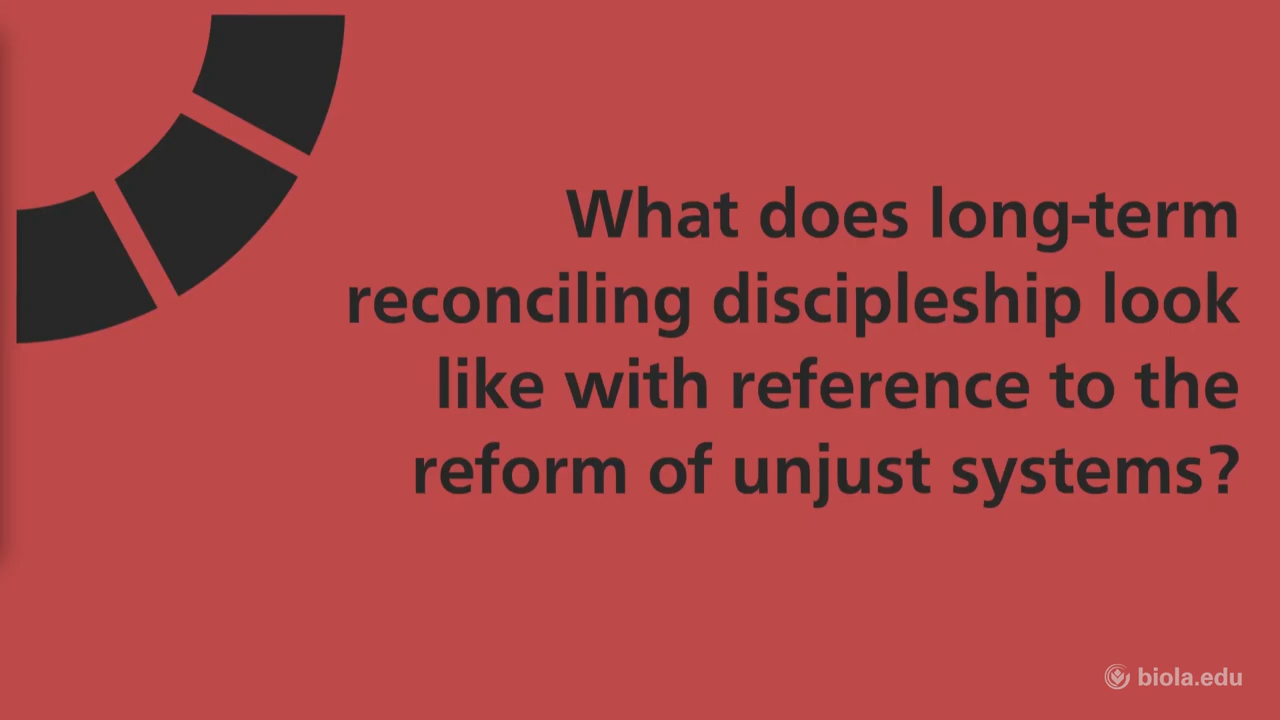 What does long-term
reconciling discipleship look
like with reference to the
reform of unjust systems?
biola.edu